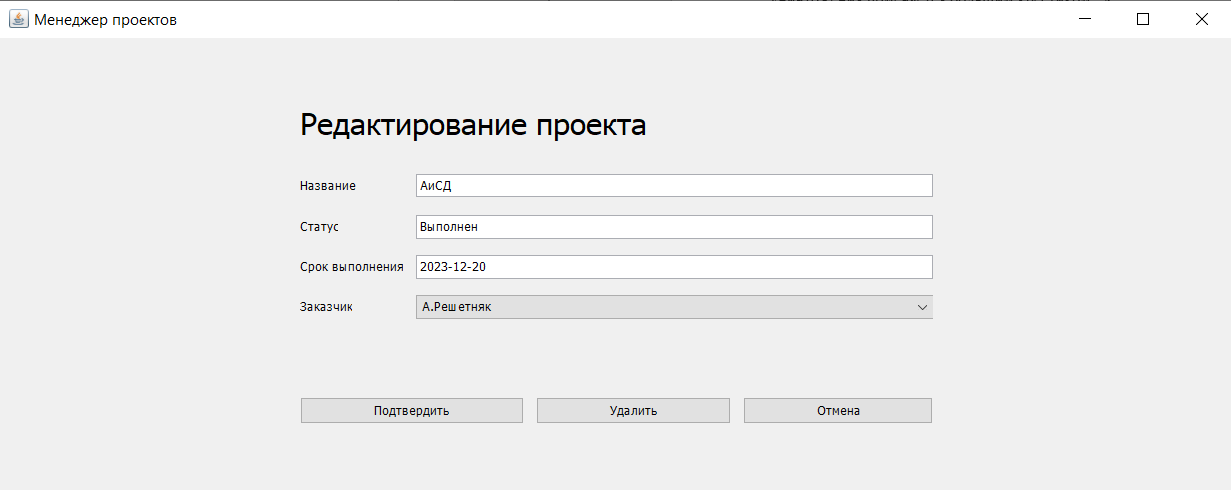 Менеджер проектов
Редактирование проекта
Название АиСД
Статус Выполнен
Срок выполнения 2023-12-20
Заказчик А.Решетняк
Подтвердить Удалить Отмена